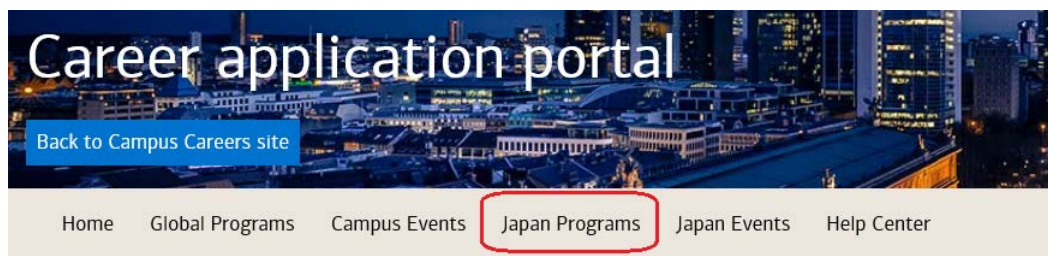 Career application portal
Back to Campus Careers site
Home Global Programs Campus Events Japan Programs Japan Events Help Center